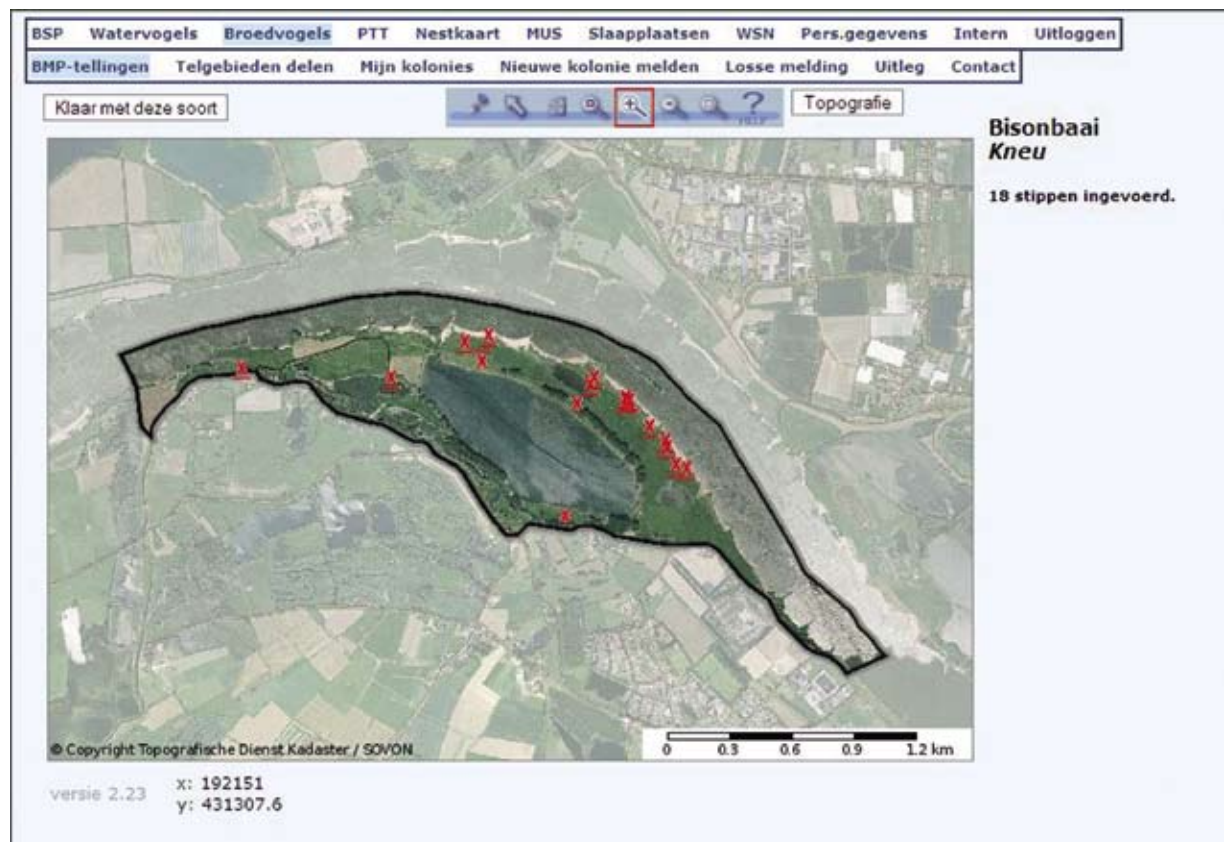 BSP Watervogels Broedvogels PTT Nestkaart MUS Slaapplaatsen WSN Pers.gegevens Intern Uitloggen
BMP-tellingen Telgebieden delen Mijn kolonies Nieuwe kolonie melden Losse melding Uitleg Contact
Klaar met deze soort
?
HELP
Topografie
Bisonbaai
Kneu
18 stippen ingevoerd.
© Copyright Topografische Dienst Kadaster / SOVON
0 0.3 0.6 0.9 1.2 km
versie 2.23
x: 192151
y: 431307.6